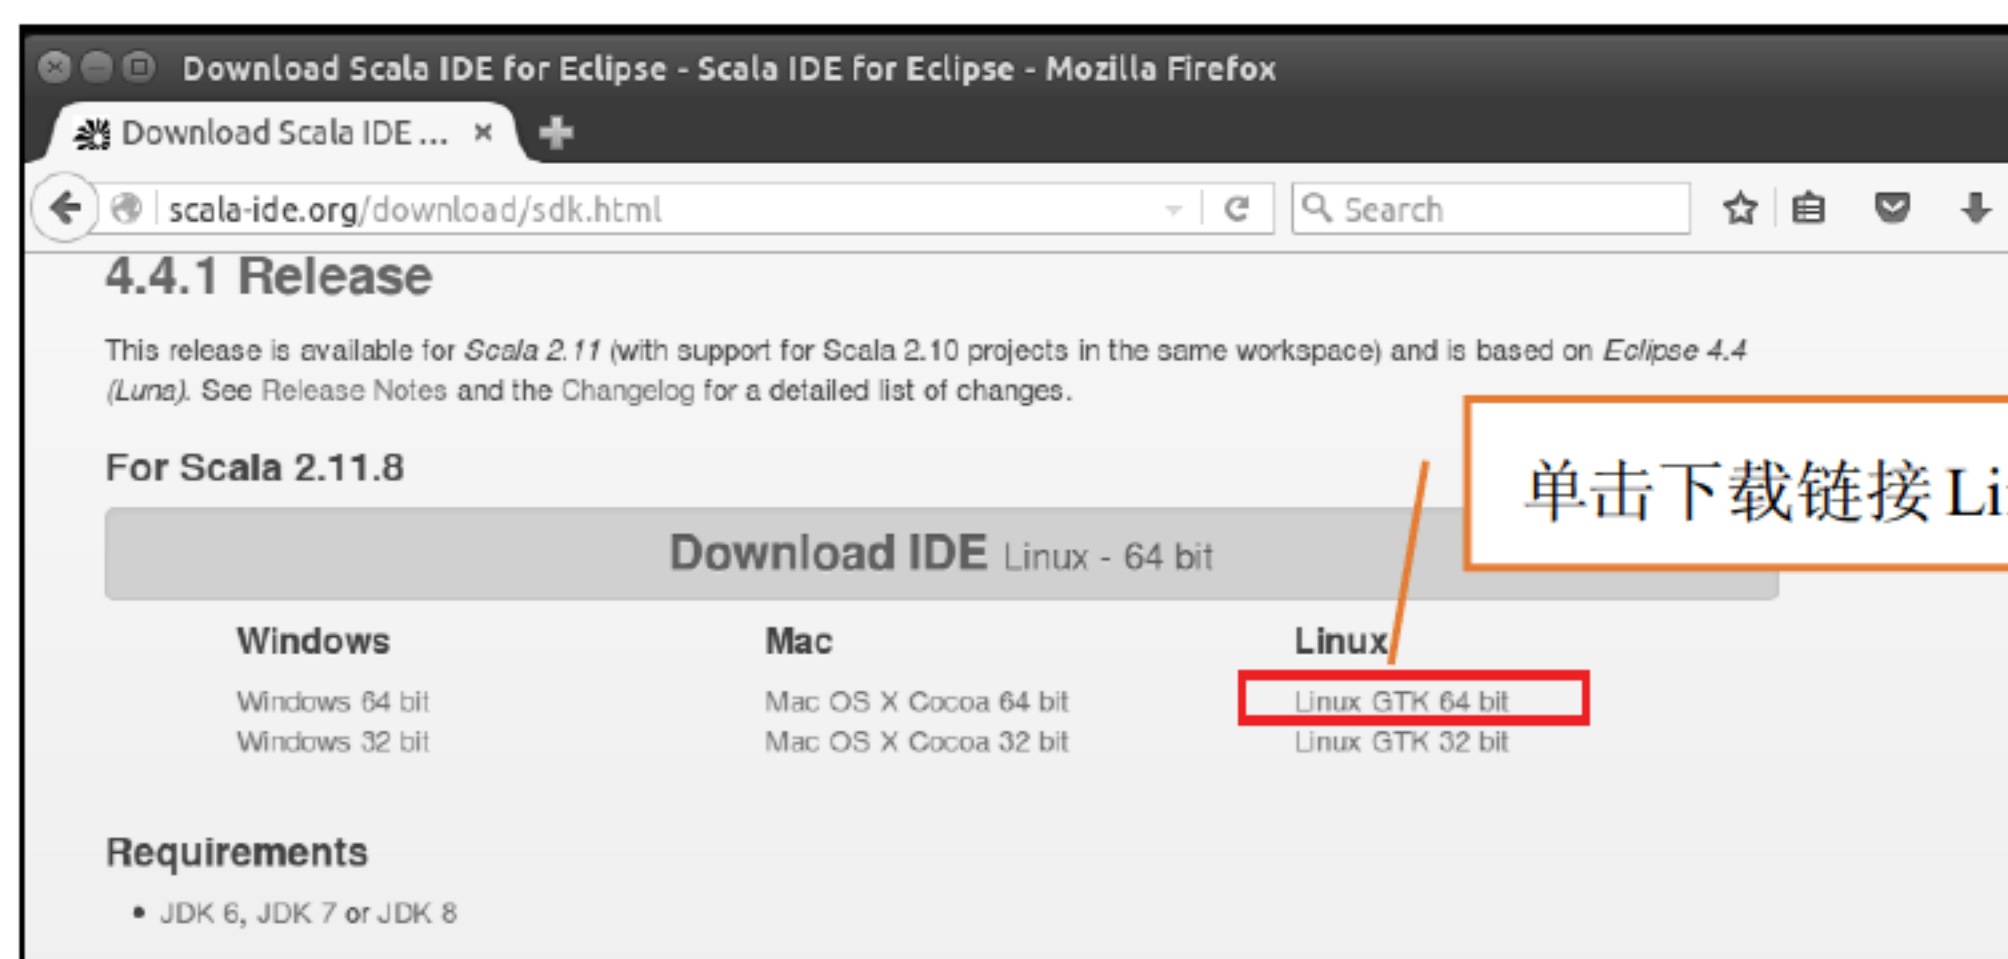 Download Scala IDE for Eclipse - Scala IDE for Eclipse - Mozilla Firefox
Download Scala IDE ...
scala-ide.org/download/sdk.html
Search
4.4.1 Release
This release is available for Scala 2.11 (with support for Scala 2.10 projects in the same workspace) and is based on Eclipse 4.4
(Luna). See Release Notes and the Changelog for a detailed list of changes.
For Scala 2.11.8
单击下载链接
Download IDE Linux - 64 bit
Windows Mac Linux
Windows 64 bit Mac OS X Cocoa 64 bit Linux GTK 64 bit
Windows 32 bit Mac OS X Cocoa 32 bit Linux GTK 32 bit
Requirements
• JDK 6, JDK 7 or JDK 8